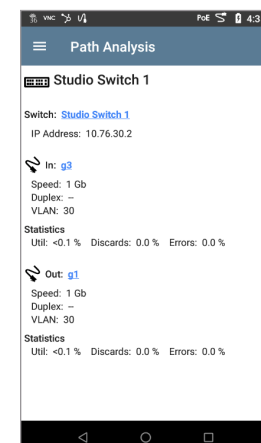 VNC
PoE
4:3
Path Analysis
Studio Switch 1
Switch: Studio Switch 1
IP Address: 10.76.30.2
In: g3
Speed: 1 Gb
Duplex: --
VLAN: 30
Statistics
Util: <0.1 % Discards: 0.0 % Errors: 0.0 %
Out: g1
Speed: 1 Gb
Duplex: --
VLAN: 30
Statistics
Util: <0.1 % Discards: 0.0 % Errors: 0.0 %